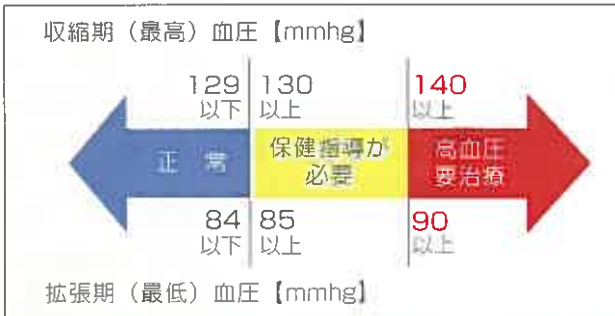 収縮期（最高）血圧【mmhg】
129 130 140
以下 以上 以上
正常 保健指導が必要 高血圧要治療
84 85 90
以下 以上 以上
拡張期（最低）血圧【mmhg】